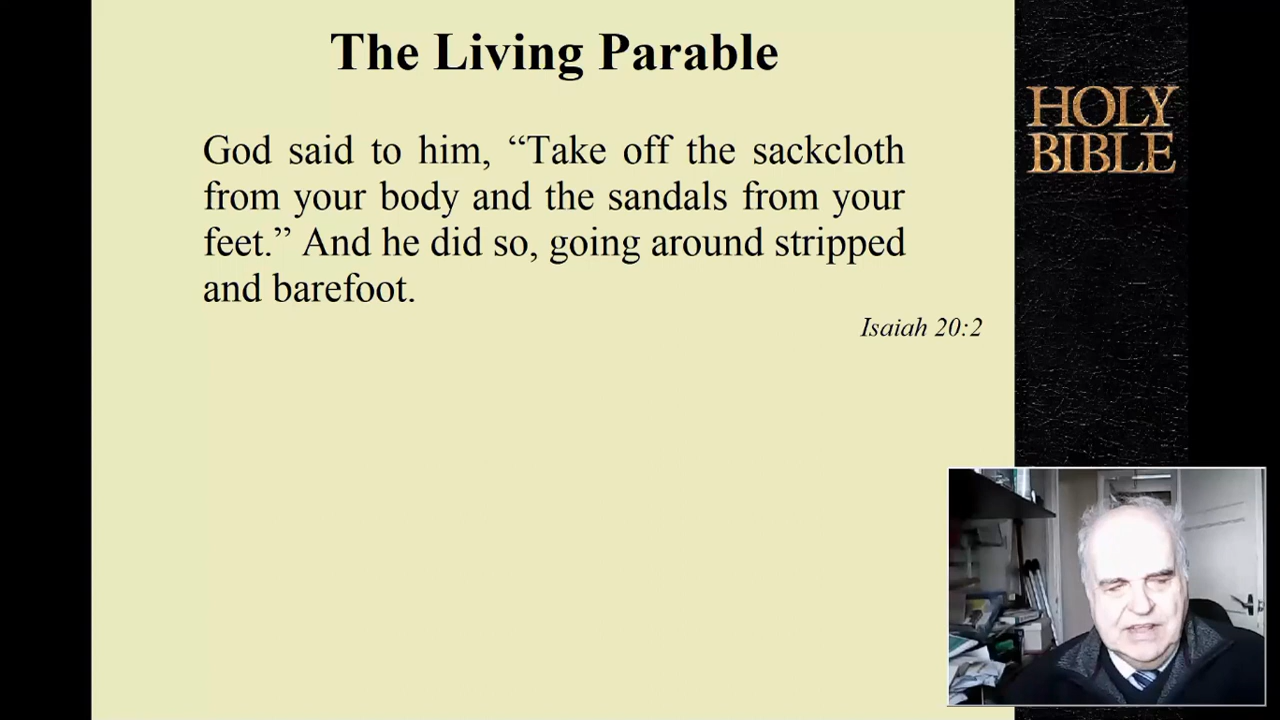 The Living Parable
God said to him, “Take off the sackcloth
from your body and the sandals from your
feet.” And he did so, going around stripped
and barefoot.
Isaiah 20:2
HOLY
BIBLE